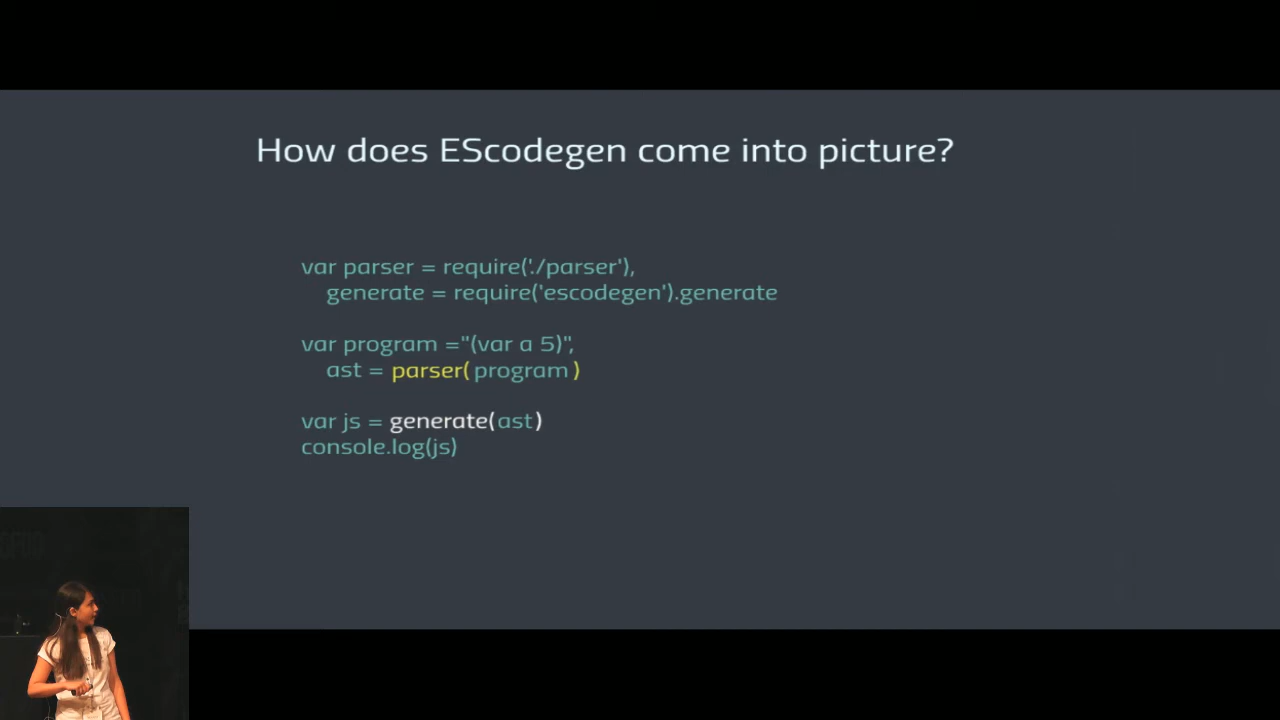 How does EScodegen come into picture?
var parser = require('./parser'),
generate = require('escodegen').generate
var program ="(var a 5)",
ast = parser(program)
var js = generate(ast)
console.log(js)